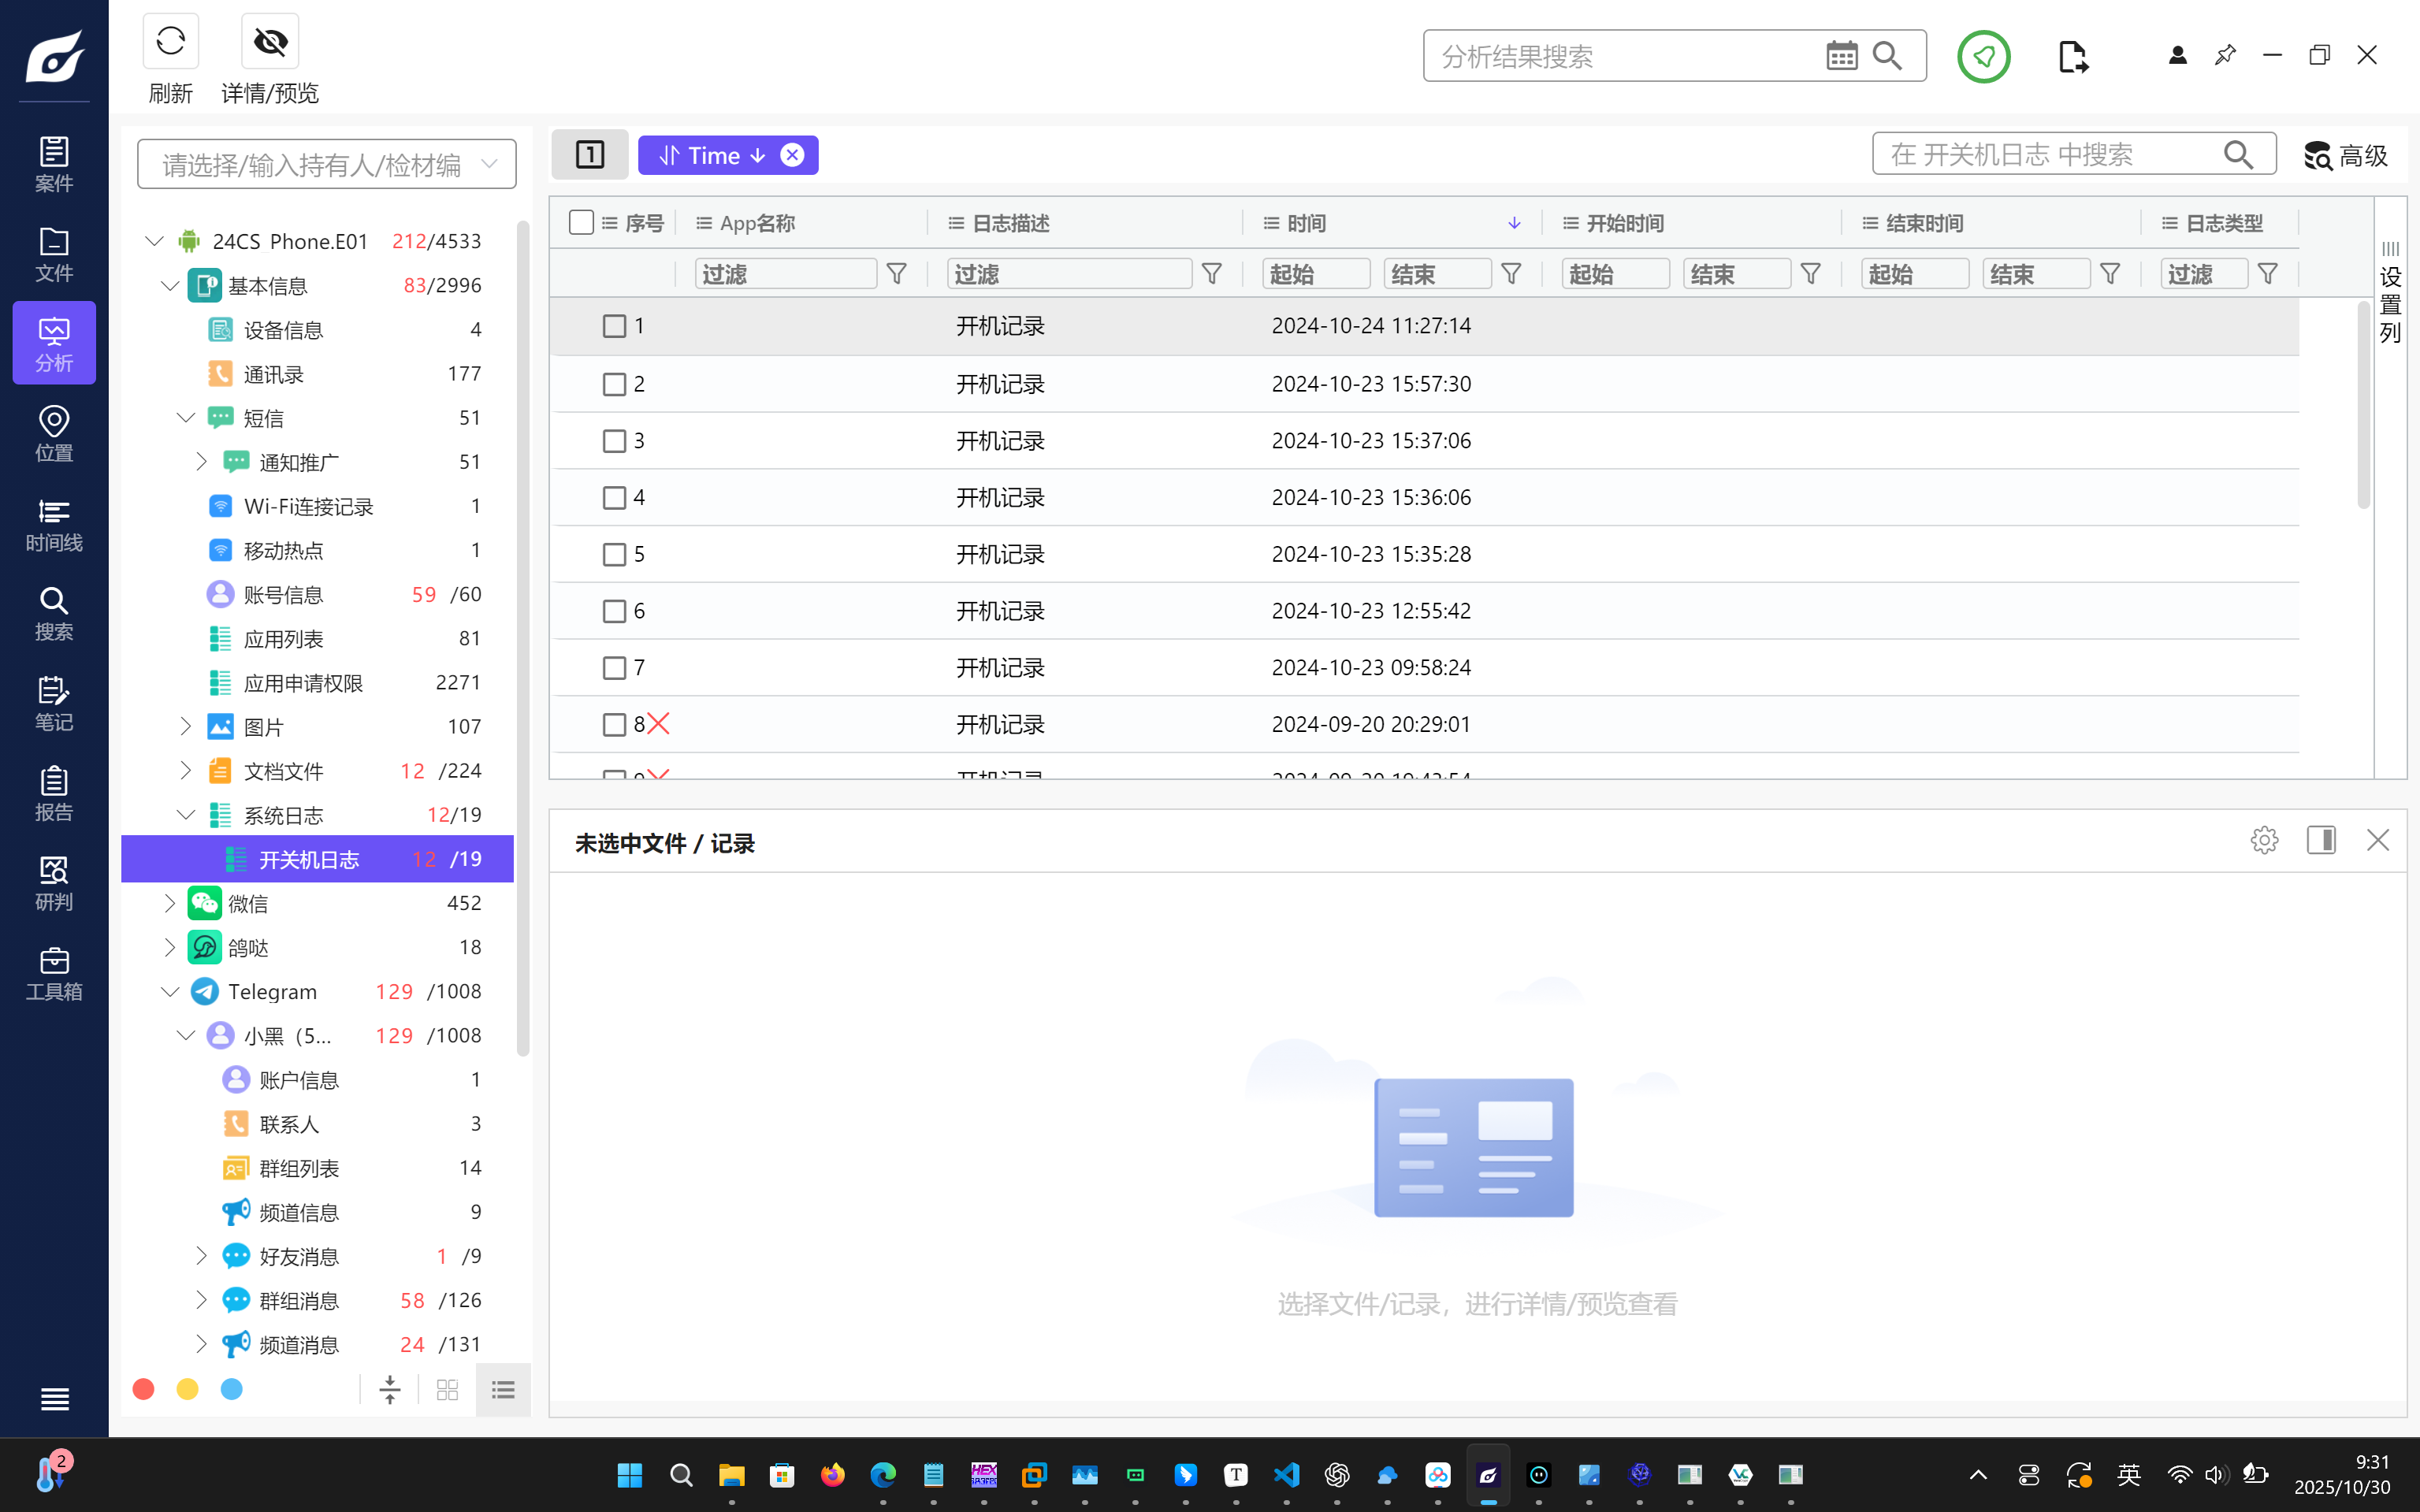 刷新
详情/预览
分析结果搜索
案件
文件
分析
位置
时间线
搜索
笔记
报告
研判
工具箱
请选择/输入持有人/检材编
24CS Phone.E01 212/4533
基本信息 83/2996
设备信息 4
通讯录 177
短信 51
通知推广 51
Wi-Fi连接记录 1
移动热点 1
账号信息 59 /60
应用列表 81
应用申请权限 2271
图片 107
文档文件 12 /224
系统日志 12/19
开关机日志 12 /19
微信 452
鸽哒 18
Telegram 129 /1008
小黑（5... 129 /1008
账户信息 1
联系人 3
群组列表 14
频道信息 9
好友消息 1 /9
群组消息 58 /126
频道消息 24 /131
1 Time
在 开关机日志 中搜索
高级
序号 App名称 日志描述 时间 开始时间 结束时间 日志类型
过滤 过滤 起始 结束 起始 结束 起始 结束 过滤
设置列
1 开机记录 2024-10-24 11:27:14
2 开机记录 2024-10-23 15:57:30
3 开机记录 2024-10-23 15:37:06
4 开机记录 2024-10-23 15:36:06
5 开机记录 2024-10-23 15:35:28
6 开机记录 2024-10-23 12:55:42
7 开机记录 2024-10-23 09:58:24
8 开机记录 2024-09-20 20:29:01
9 开机记录 2024-09-20 19:43:54
未选中文件 / 记录
选择文件/记录，进行详情/预览查看
2
HEX
T
VC
英
9:31
2025/10/30